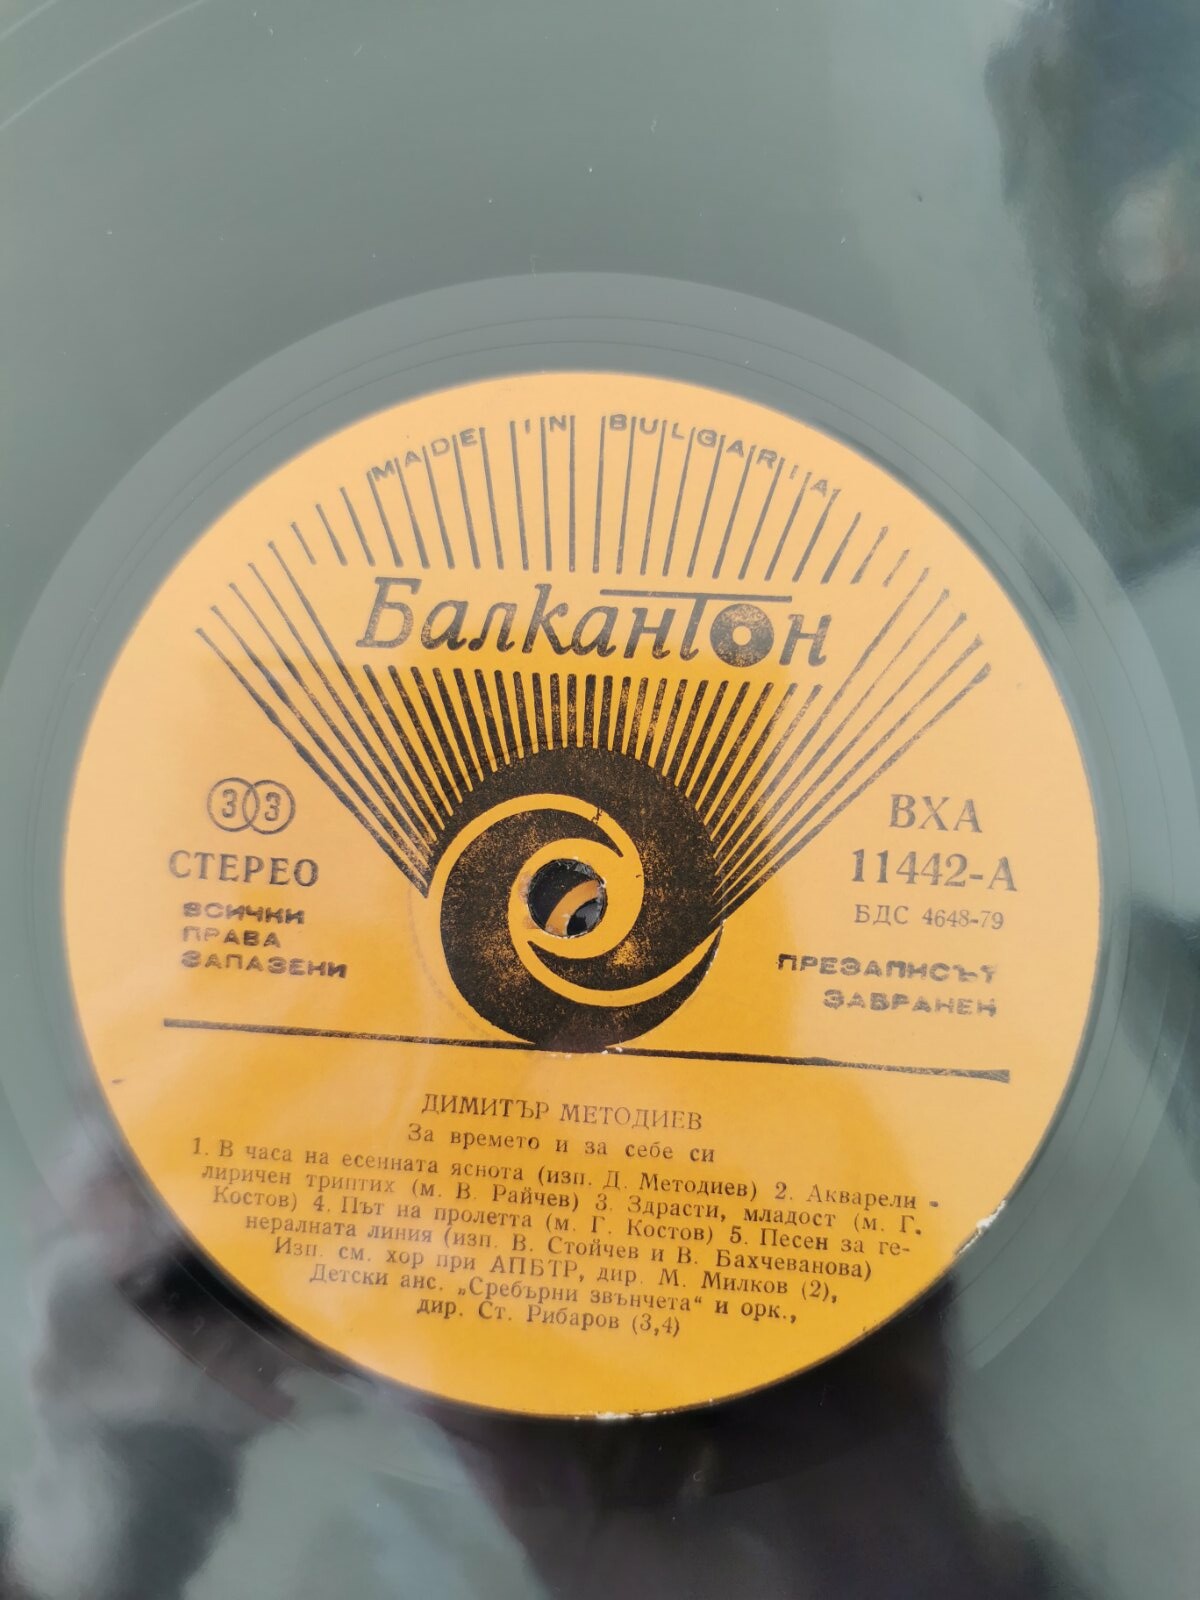 MADE IN BULGARIA
Балкантон
33
СТЕРЕО
ВСИЧКИ
ПРАВА
ЗАПАЗЕНИ
ВХА
11442-А
БДС 4648-79
ПРЕЗАПИСЪТ
ЗАБРАНЕН
ДИМИТЪР МЕТОДИЕВ
За времето и за себе си
1. В часа на есенната яснота (изп. Д. Методиев) 2. Акварели -
лиричен триптих (м. В. Райчев) 3. Здрасти, младост (м. Г.
Костов) 4. Път на пролетта (м. Г. Костов) 5. Песен за ге-
нералната линия (изп. В. Стойчев и В. Бахчеванова)
Изп. см. хор при АПБТР, дир. М. Милков (2),
Детски анс. „Сребърни звънчета“ и орк.,
дир. Ст. Рибаров (3,4)